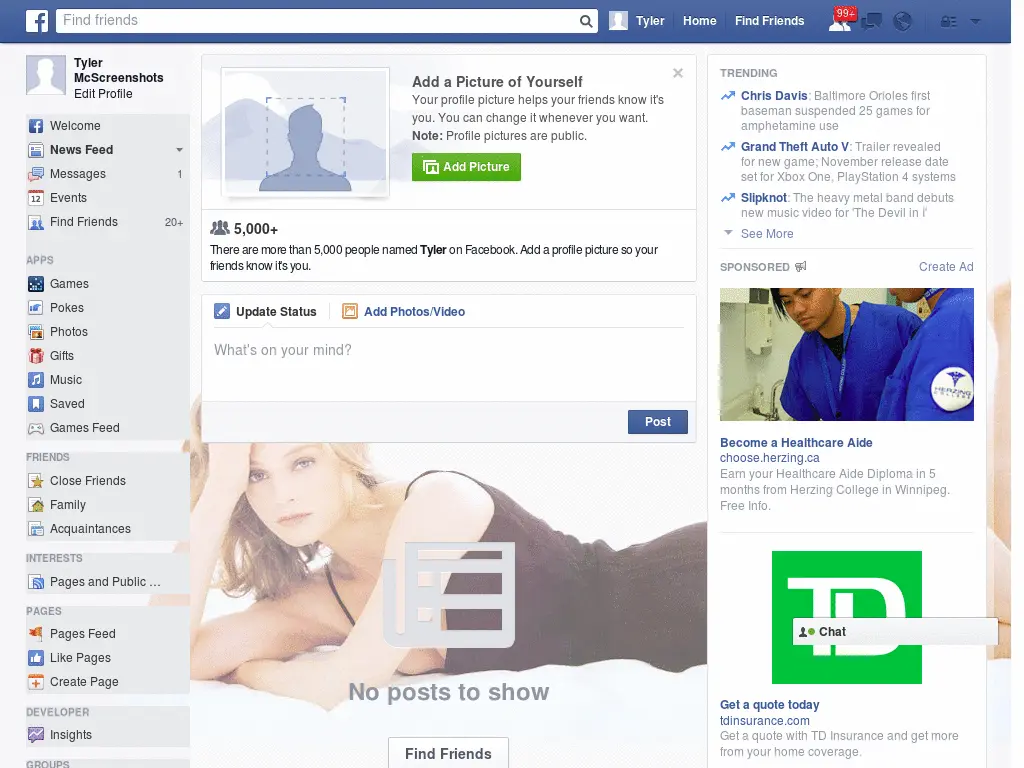 Find friends
Tyler
Home
Find Friends
99+
Tyler
McScreenshots
Edit Profile
Welcome
News Feed
Messages 1
12 Events
Find Friends 20+
APPS
Games
Pokes
Photos
Gifts
Music
Saved
Games Feed
FRIENDS
Close Friends
Family
Acquaintances
INTERESTS
Pages and Public ...
PAGES
Pages Feed
Like Pages
Create Page
DEVELOPER
Insights
GROUPS
Add a Picture of Yourself
Your profile picture helps your friends know it's
you. You can change it whenever you want.
Note: Profile pictures are public.
Add Picture
5,000+
There are more than 5,000 people named Tyler on Facebook. Add a profile picture so your
friends know it's you.
Update Status
Add Photos/Video
What's on your mind?
Post
No posts to show
Find Friends
TRENDING
Chris Davis: Baltimore Orioles first
baseman suspended 25 games for
amphetamine use
Grand Theft Auto V: Trailer revealed
for new game; November release date
set for Xbox One, PlayStation 4 systems
Slipknot: The heavy metal band debuts
new music video for 'The Devil in i'
See More
SPONSORED
Create Ad
HERZING
COLLEGE
Become a Healthcare Aide
choose.herzing.ca
Earn your Healthcare Aide Diploma in 5
months from Herzing College in Winnipeg.
Free Info.
TD
Chat
Get a quote today
tdinsurance.com
Get a quote with TD Insurance and get more
from your home coverage.